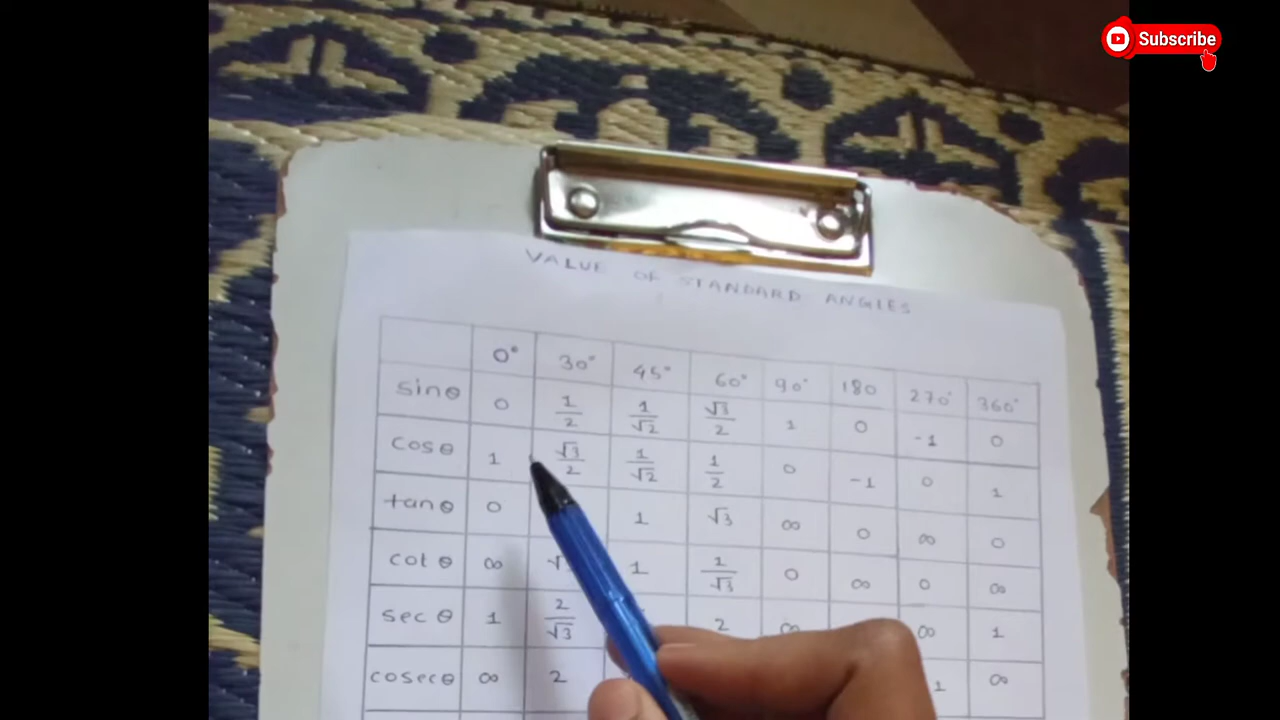 Subscribe
VALUE OF STANDARD ANGLES
0° 30° 45° 60° 90° 180 270° 360°
sinθ 0 1/2 1/√2 √3/2 1 0 -1 0
cosθ 1 √3/2 1/√2 1/2 0 -1 0 1
tanθ 0 1 √3 ∞ 0 ∞ 0
cotθ ∞ 1 1/√3 0 ∞ 0 ∞
secθ 1 2/√3 2 ∞ ∞ 1
cosecθ ∞ 2 1 ∞